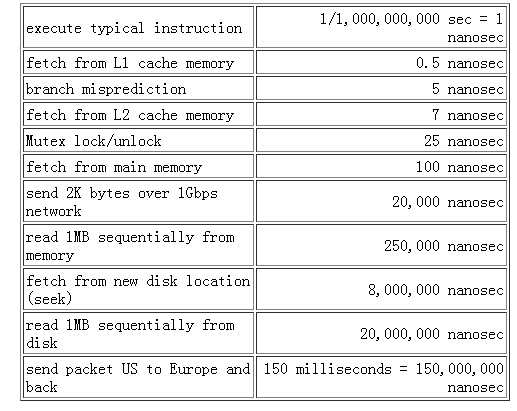 execute typical instruction
1/1,000,000,000 sec = 1
nanosec
fetch from L1 cache memory
0.5 nanosec
branch misprediction
5 nanosec
fetch from L2 cache memory
7 nanosec
Mutex lock/unlock
25 nanosec
fetch from main memory
100 nanosec
send 2K bytes over 1Gbps
network
20,000 nanosec
read 1MB sequentially from
memory
250,000 nanosec
fetch from new disk location
(seek)
8,000,000 nanosec
read 1MB sequentially from
disk
20,000,000 nanosec
send packet US to Europe and
back
150 milliseconds = 150,000,000
nanosec